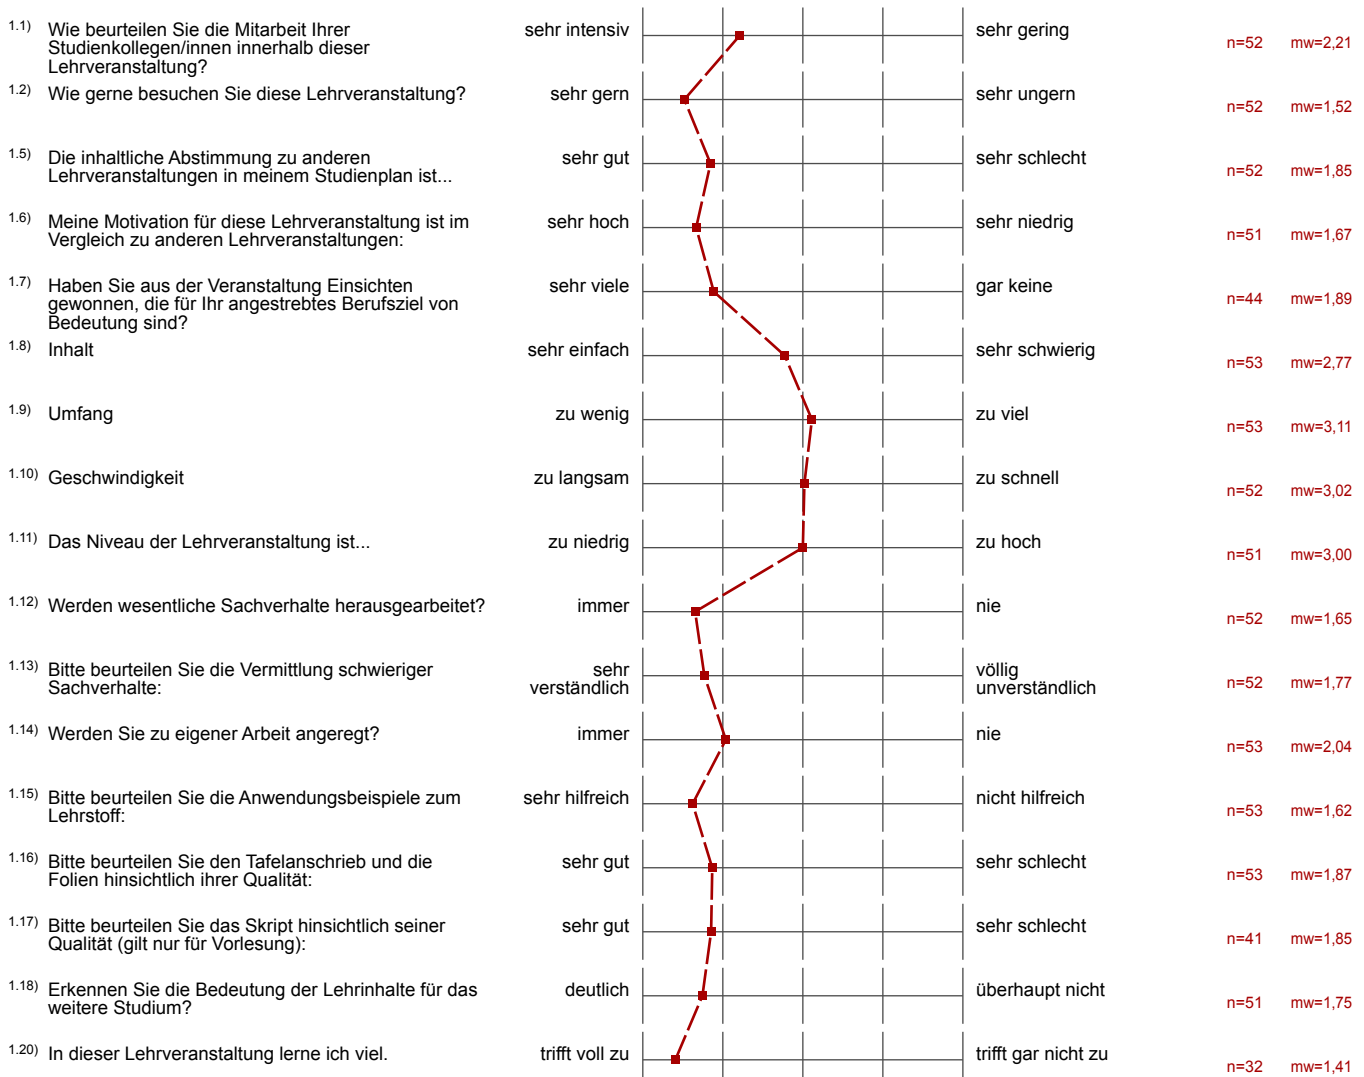 1.1) Wie beurteilen Sie die Mitarbeit Ihrer sehr intensiv sehr gering n=52 mw=2,21
Studienkollegen/innen innerhalb dieser
Lehrveranstaltung?
1.2) Wie gerne besuchen Sie diese Lehrveranstaltung? sehr gern sehr ungern n=52 mw=1,52
1.5) Die inhaltliche Abstimmung zu anderen sehr gut sehr schlecht n=52 mw=1,85
Lehrveranstaltungen in meinem Studienplan ist...
1.6) Meine Motivation für diese Lehrveranstaltung ist im sehr hoch sehr niedrig n=51 mw=1,67
Vergleich zu anderen Lehrveranstaltungen:
1.7) Haben Sie aus der Veranstaltung Einsichten sehr viele gar keine n=44 mw=1,89
gewonnen, die für Ihr angestrebtes Berufsziel von
Bedeutung sind?
1.8) Inhalt sehr einfach sehr schwierig n=53 mw=2,77
1.9) Umfang zu wenig zu viel n=53 mw=3,11
1.10) Geschwindigkeit zu langsam zu schnell n=52 mw=3,02
1.11) Das Niveau der Lehrveranstaltung ist... zu niedrig zu hoch n=51 mw=3,00
1.12) Werden wesentliche Sachverhalte herausgearbeitet? immer nie n=52 mw=1,65
1.13) Bitte beurteilen Sie die Vermittlung schwieriger sehr völlig n=52 mw=1,77
Sachverhalte: verständlich unverständlich
1.14) Werden Sie zu eigener Arbeit angeregt? immer nie n=53 mw=2,04
1.15) Bitte beurteilen Sie die Anwendungsbeispiele zum sehr hilfreich nicht hilfreich n=53 mw=1,62
Lehrstoff:
1.16) Bitte beurteilen Sie den Tafelanschrieb und die sehr gut sehr schlecht n=53 mw=1,87
Folien hinsichtlich ihrer Qualität:
1.17) Bitte beurteilen Sie das Skript hinsichtlich seiner sehr gut sehr schlecht n=41 mw=1,85
Qualität (gilt nur für Vorlesung):
1.18) Erkennen Sie die Bedeutung der Lehrinhalte für das deutlich überhaupt nicht n=51 mw=1,75
weitere Studium?
1.20) In dieser Lehrveranstaltung lerne ich viel. trifft voll zu trifft gar nicht zu n=32 mw=1,41